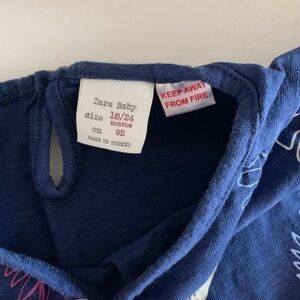 Zara Baby
size 18/24
months
cm 92
MADE IN TURKEY
KEEP AWAY
FROM FIRE